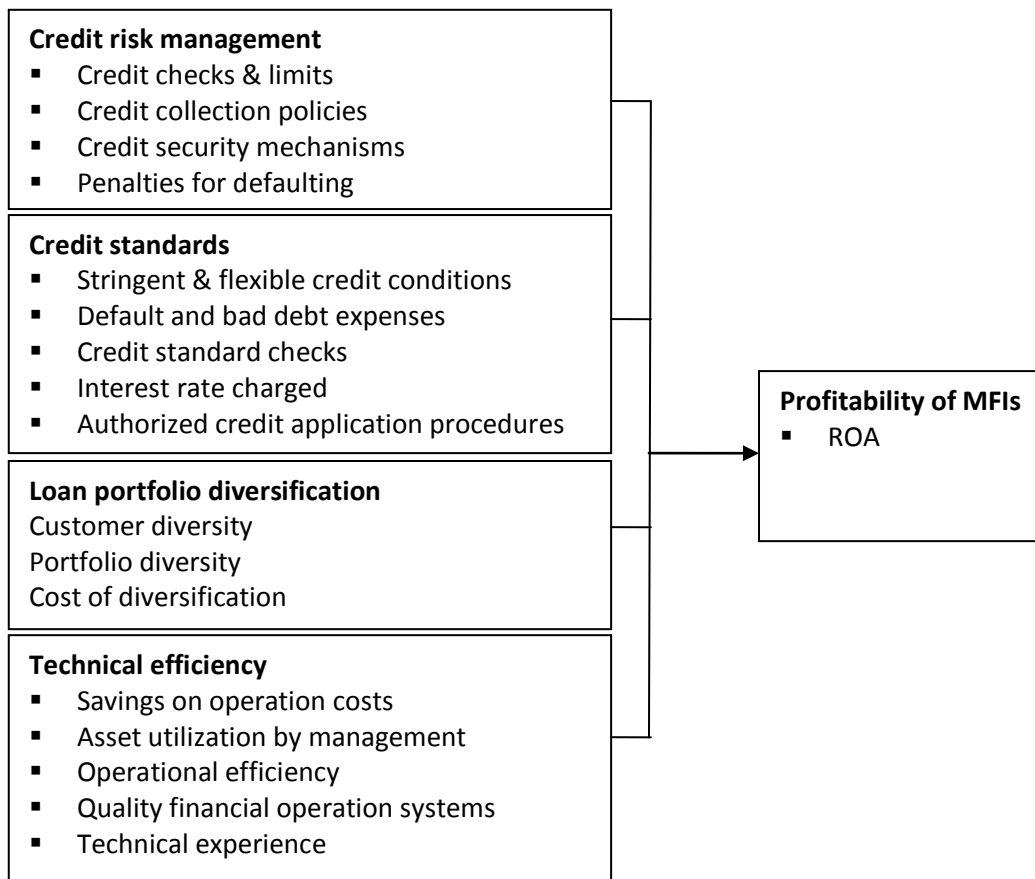 Credit risk management
▪ Credit checks & limits
▪ Credit collection policies
▪ Credit security mechanisms
▪ Penalties for defaulting
Credit standards
▪ Stringent & flexible credit conditions
▪ Default and bad debt expenses
▪ Credit standard checks
▪ Interest rate charged
▪ Authorized credit application procedures
Loan portfolio diversification
Customer diversity
Portfolio diversity
Cost of diversification
Technical efficiency
▪ Savings on operation costs
▪ Asset utilization by management
▪ Operational efficiency
▪ Quality financial operation systems
▪ Technical experience
Profitability of MFIs
▪ ROA